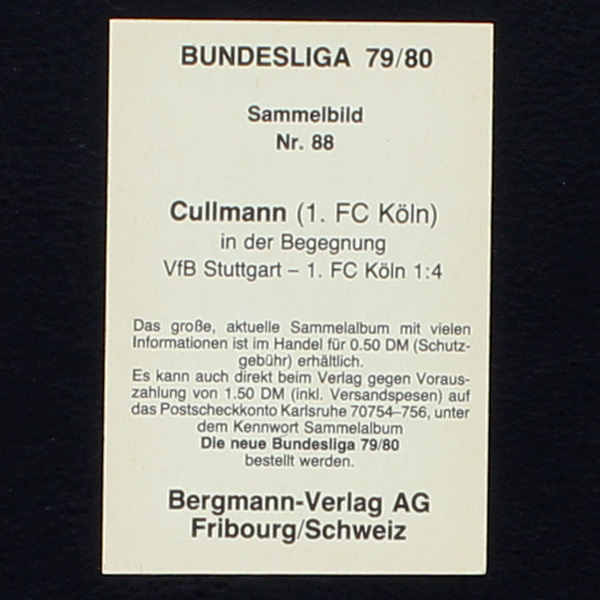 BUNDESLIGA 79/80
Sammelbild
Nr. 88
Cullmann (1. FC Köln)
in der Begegnung
VfB Stuttgart – 1. FC Köln 1:4
Das große, aktuelle Sammelalbum mit vielen
Informationen ist im Handel für 0.50 DM (Schutz-
gebühr) erhältlich.
Es kann auch direkt beim Verlag gegen Voraus-
zahlung von 1.50 DM (inkl. Versandspesen) auf
das Postscheckkonto Karlsruhe 70754–756, unter
dem Kennwort Sammelalbum
Die neue Bundesliga 79/80
bestellt werden.
Bergmann-Verlag AG
Fribourg/Schweiz